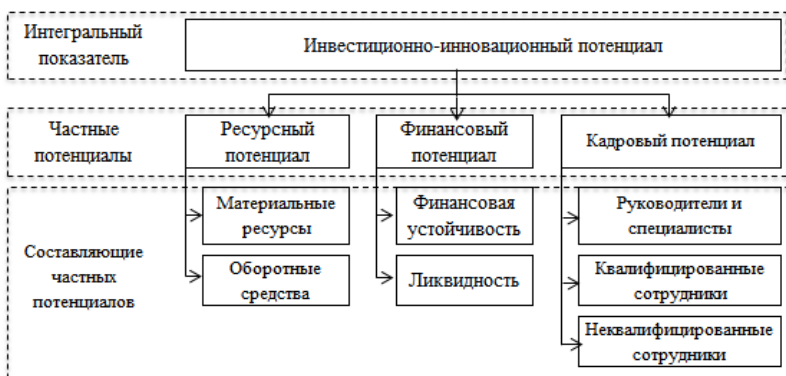 Интегральный
показатель
Инвестиционно-инновационный потенциал
Частные
потенциалы
Ресурсный
потенциал
Финансовый
потенциал
Кадровый потенциал
Составляющие
частных
потенциалов
Материальные
ресурсы
Оборотные
средства
Финансовая
устойчивость
Ликвидность
Руководители и
специалисты
Квалифицированные
сотрудники
Неквалифицированные
сотрудники